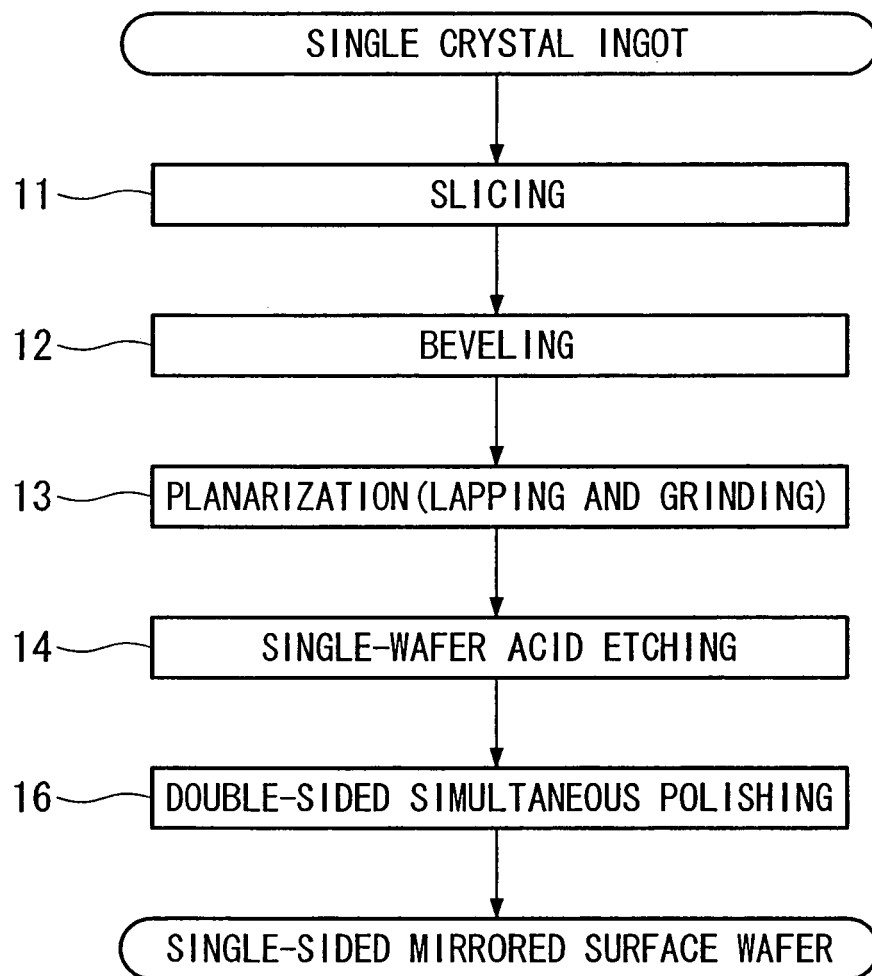 SINGLE CRYSTAL INGOT
11 SLICING
12 BEVELING
13 PLANARIZATION(LAPPING AND GRINDING)
14 SINGLE-WAFER ACID ETCHING
16 DOUBLE-SIDED SIMULTANEOUS POLISHING
SINGLE-SIDED MIRRORED SURFACE WAFER